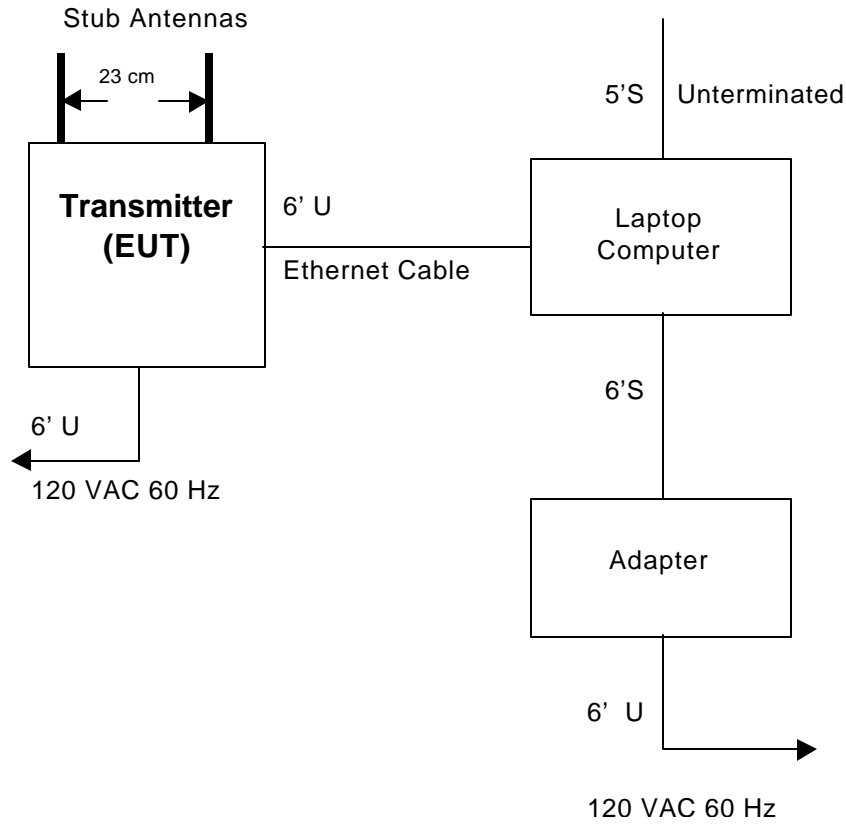 Stub Antennas
23 cm
5'S
Unterminated
Transmitter
(EUT)
6’ U
Ethernet Cable
Laptop
Computer
6’ U
120 VAC 60 Hz
6'S
Adapter
6’ U
120 VAC 60 Hz